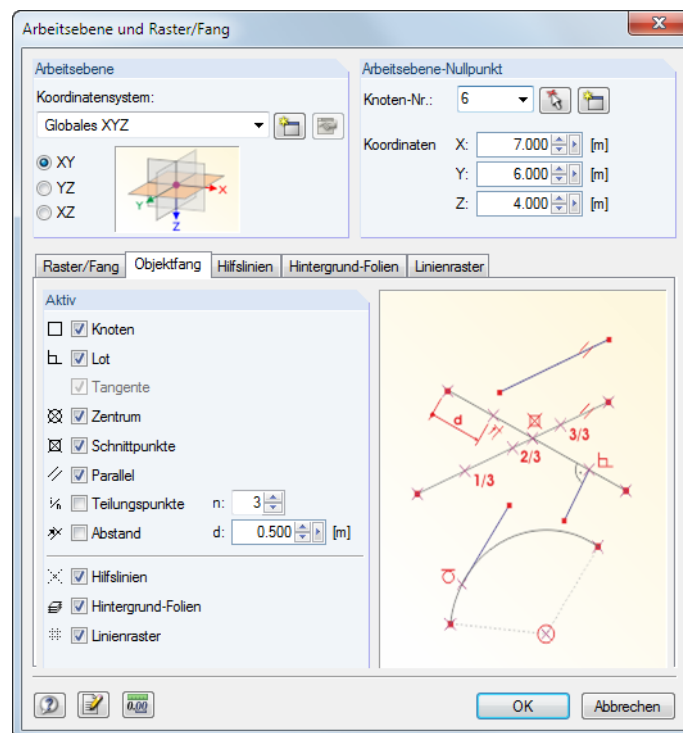 Arbeitsebene und Raster/Fang
Arbeitsebene
Koordinatensystem:
Globales XYZ
XY
YZ
XZ
X
Y
Z
Arbeitsebene-Nullpunkt
Knoten-Nr.: 6
Koordinaten X: 7.000 [m]
Y: 6.000 [m]
Z: 4.000 [m]
Raster/Fang Objektfang Hilfslinien Hintergrund-Folien Linienraster
Aktiv
Knoten
Lot
Tangente
Zentrum
Schnittpunkte
Parallel
1/n Teilungspunkte n: 3
Abstand d: 0.500 [m]
Hilfslinien
Hintergrund-Folien
Linienraster
d
3/3
2/3
1/3
0.00
OK Abbrechen